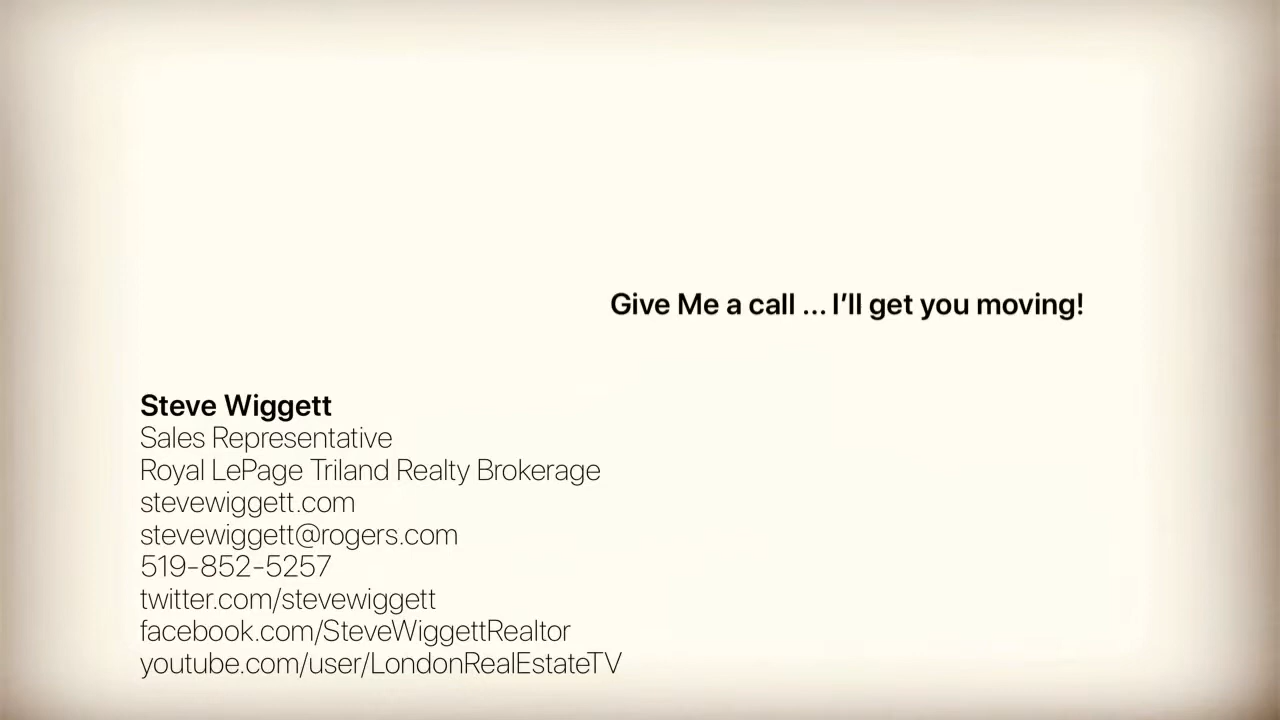 Give Me a call ... I'll get you moving!
Steve Wiggett
Sales Representative
Royal LePage Triland Realty Brokerage
stevewiggett.com
stevewiggett@rogers.com
519-852-5257
twitter.com/stevewiggett
facebook.com/SteveWiggettRealtor
youtube.com/user/LondonRealEstateTV